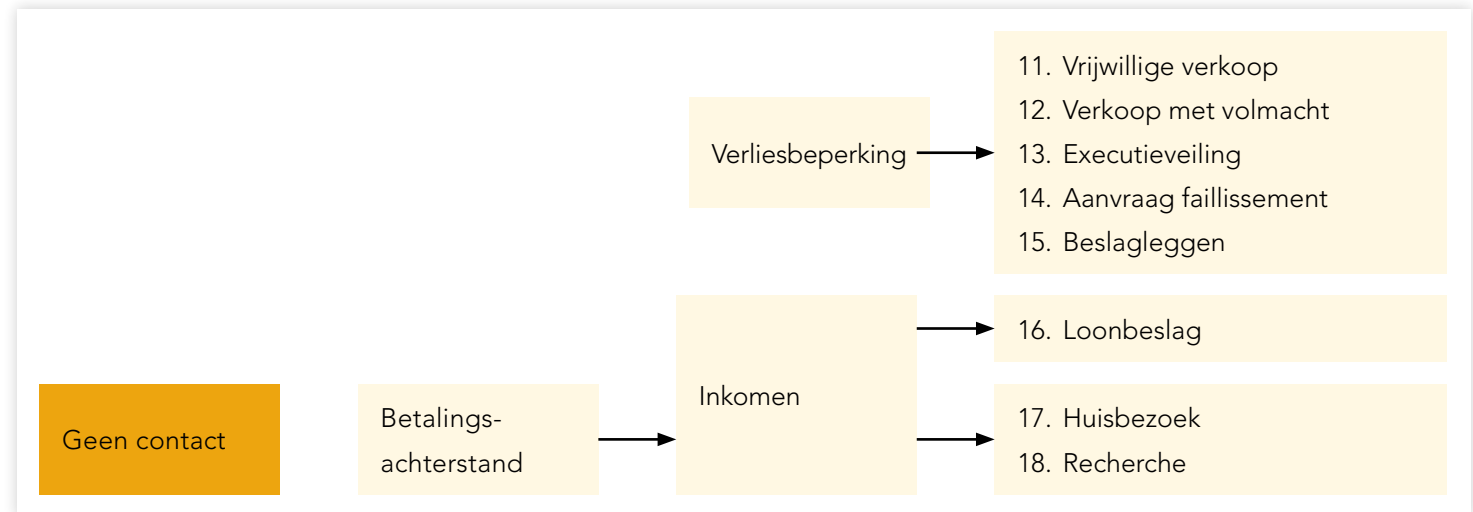 11. Vrijwillige verkoop
12. Verkoop met volmacht
Verliesbeperking
13. Executieveiling
14. Aanvraag faillissement
15. Beslagleggen
16. Loonbeslag
Inkomen
Geen contact
Betalings-
achterstand
17. Huisbezoek
18. Recherche